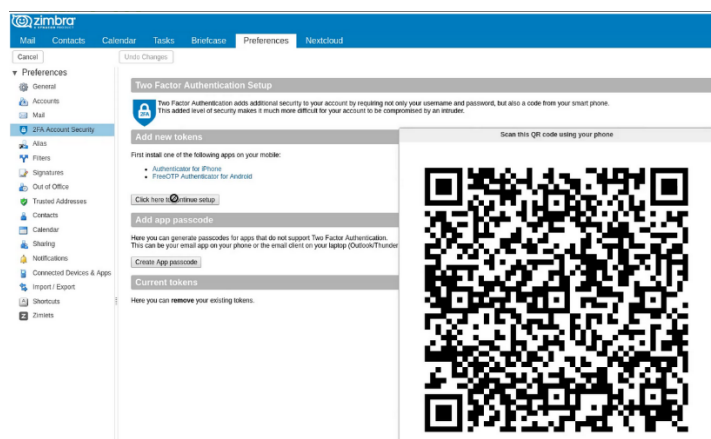 zimbra
A SYNACOR PRODUCT
Mail Contacts Calendar Tasks Briefcase Preferences Nextcloud
Cancel Undo Changes
Preferences
General
Accounts
Mail
2FA Account Security
Alias
Filters
Signatures
Out of Office
Trusted Addresses
Contacts
Calendar
Sharing
Notifications
Connected Devices & Apps
Import / Export
Shortcuts
Zimlets
Two Factor Authentication Setup
2FA
Two Factor Authentication adds additional security to your account by requiring not only your username and password, but also a code from your smart phone.
This added level of security makes it much more difficult for your account to be compromised by an intruder.
Add new tokens
First install one of the following apps on your mobile:
Authenticator for iPhone
FreeOTP Authenticator for Android
Click here to continue setup
Add app passcode
Here you can generate passcodes for apps that do not support Two Factor Authentication.
This can be your email app on your phone or the email client on your laptop (Outlook/Thunder
Create App passcode
Current tokens
Here you can remove your existing tokens.
Scan this QR code using your phone